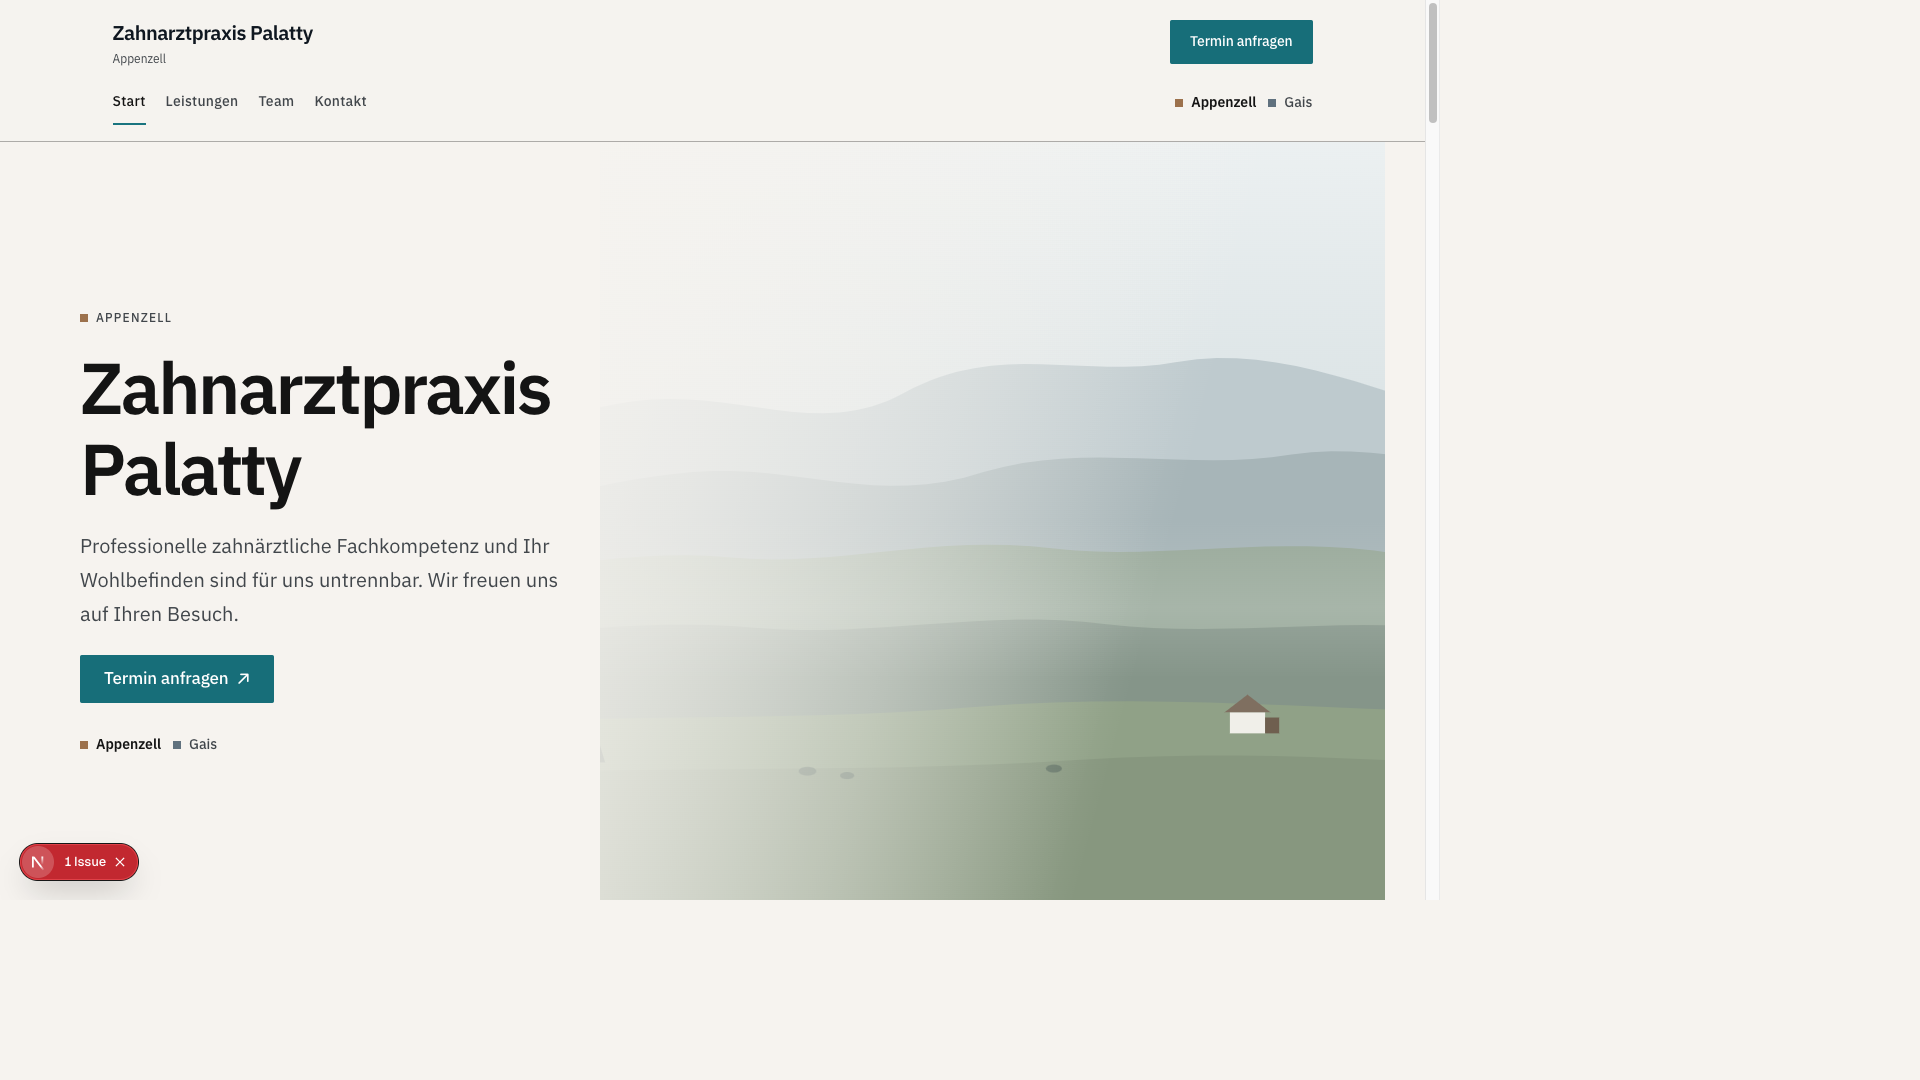 Zahnarztpraxis Palatty
Appenzell
Termin anfragen
Start Leistungen Team Kontakt
Appenzell Gais
APPENZELL
Zahnarztpraxis
Palatty
Professionelle zahnärztliche Fachkompetenz und Ihr
Wohlbefinden sind für uns untrennbar. Wir freuen uns
auf Ihren Besuch.
Termin anfragen
Appenzell Gais
1 Issue